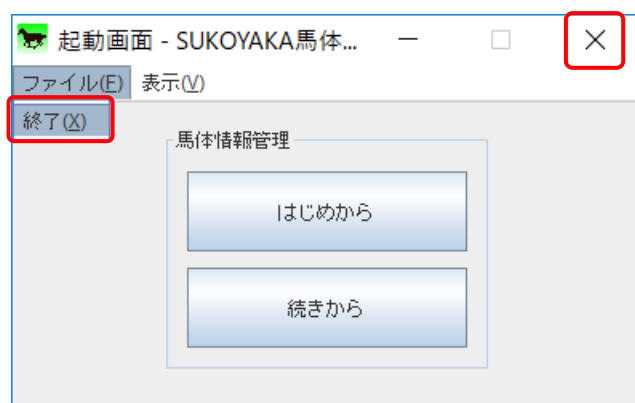 起動画面 - SUKOYAKA馬体...
ファイル(F) 表示(V)
終了(X)
馬体情報管理
はじめから
続きから